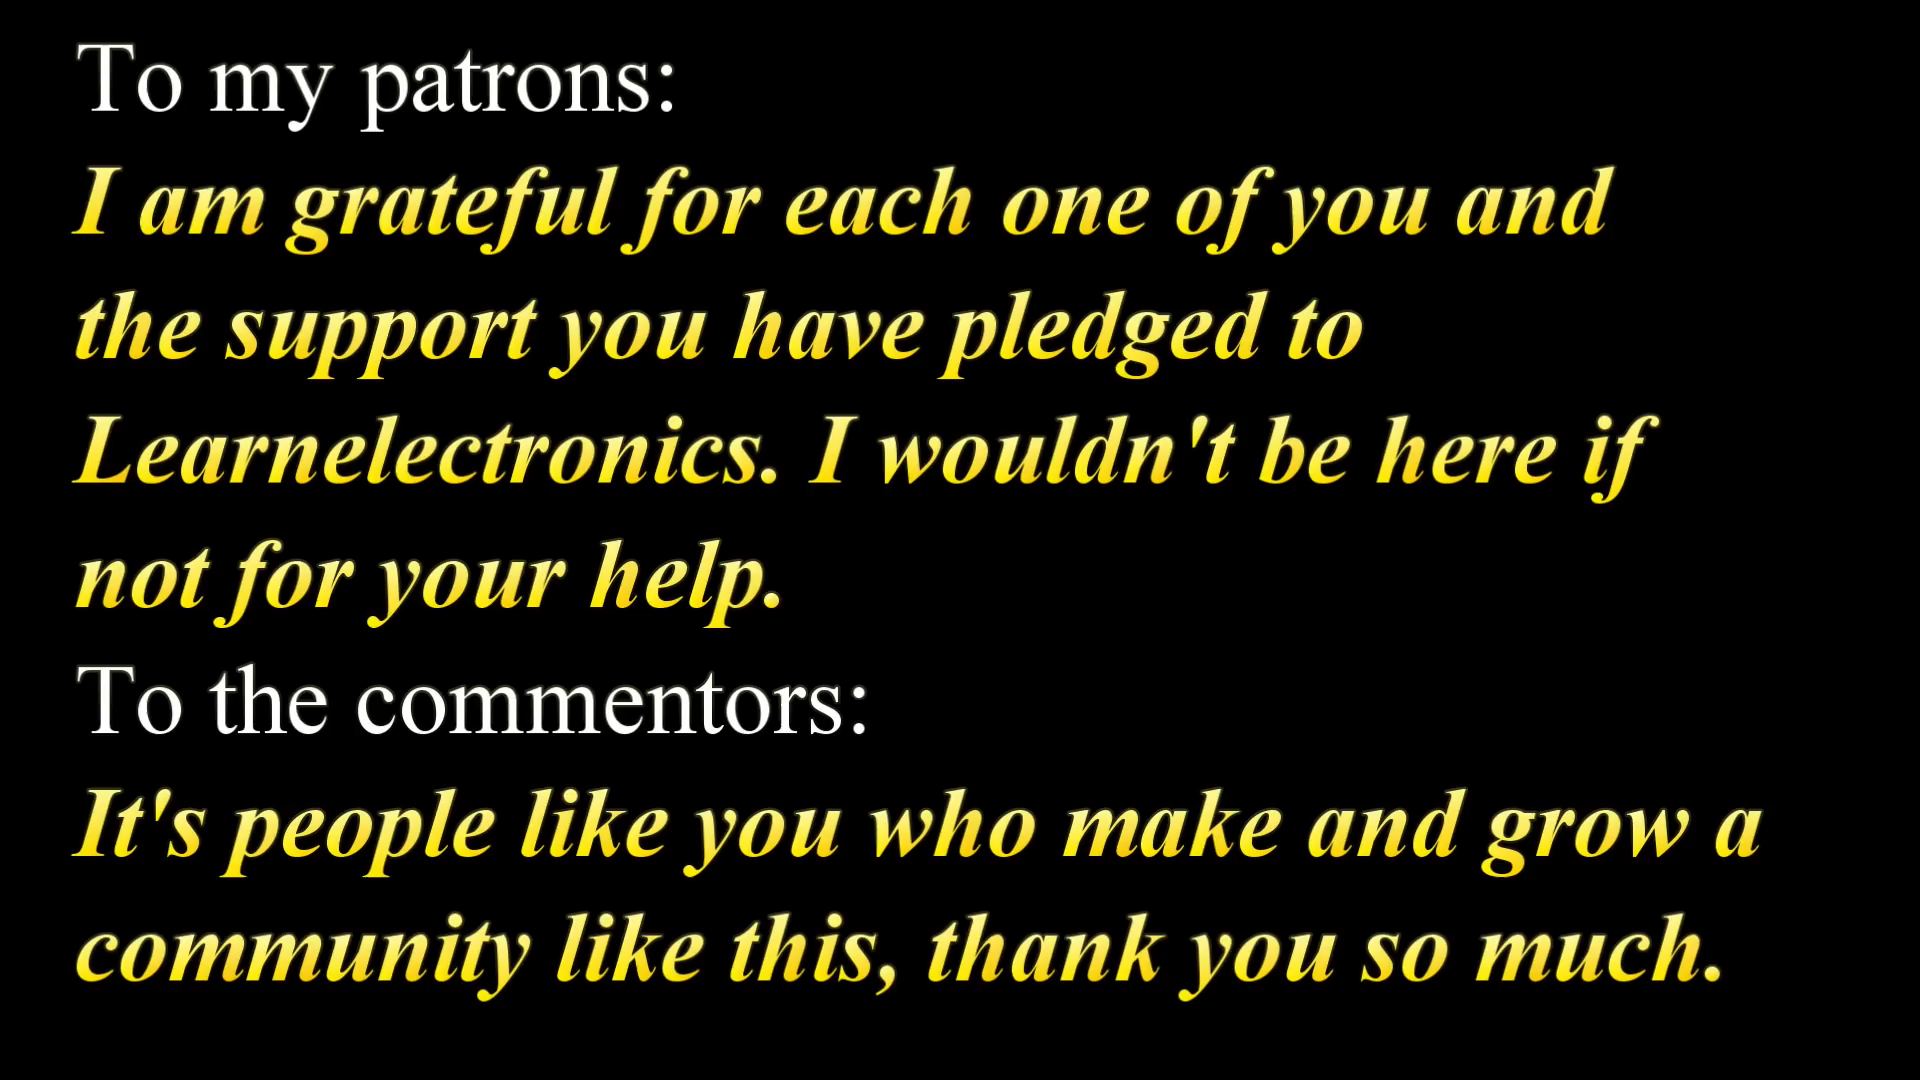 To my patrons:
I am grateful for each one of you and
the support you have pledged to
Learnelectronics. I wouldn't be here if
not for your help.
To the commentors:
It's people like you who make and grow a
community like this, thank you so much.